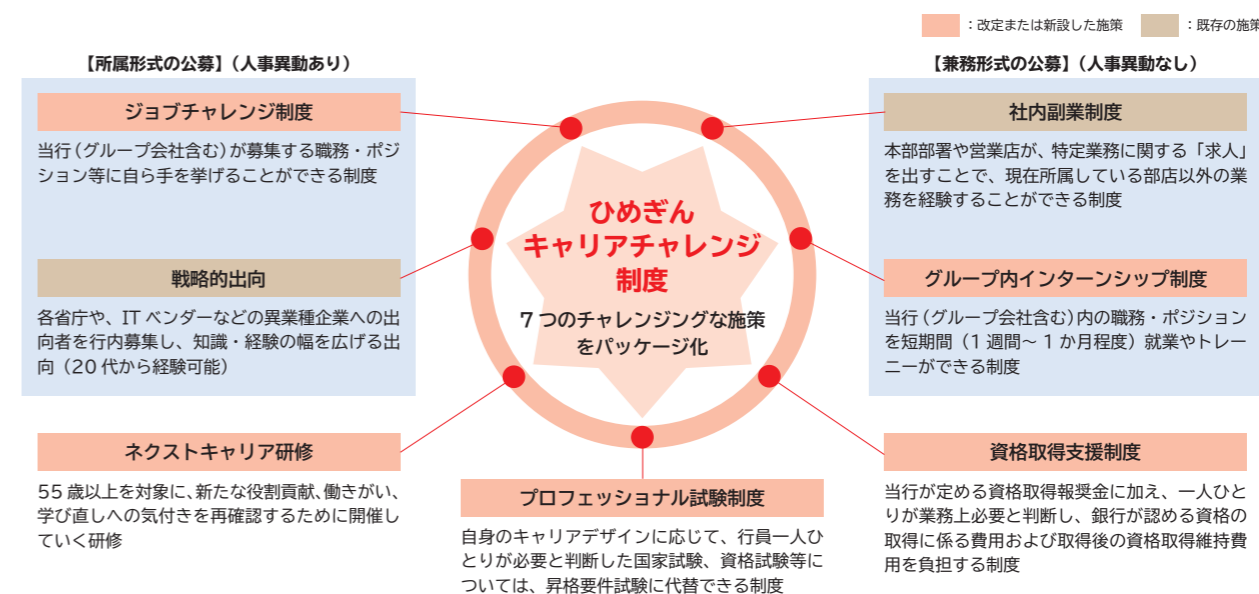 ：改定または新設した施策
：既存の施策
【所属形式の公募】（人事異動あり）
ジョブチャレンジ制度
当行（グループ会社含む）が募集する職務・ポジ
ション等に自ら手を挙げることができる制度
戦略的出向
各省庁や、IT ベンダーなどの異業種企業への出
向者を行内募集し、知識・経験の幅を広げる出
向（20 代から経験可能）
ネクストキャリア研修
55 歳以上を対象に、新たな役割貢献、働きがい、
学び直しへの気付きを再確認するために開催し
ていく研修
ひめぎん
キャリアチャレンジ
制度
7 つのチャレンジングな施策
をパッケージ化
プロフェッショナル試験制度
自身のキャリアデザインに応じて、行員一人ひ
とりが必要と判断した国家試験、資格試験等に
ついては、昇格要件試験に代替できる制度
【兼務形式の公募】（人事異動なし）
社内副業制度
本部部署や営業店が、特定業務に関する「求人」
を出すことで、現在所属している部店以外の業
務を経験することができる制度
グループ内インターンシップ制度
当行（グループ会社含む）内の職務・ポジション
を短期間（1 週間～ 1 か月程度）就業やトレー
ニーができる制度
資格取得支援制度
当行が定める資格取得報奨金に加え、一人ひと
りが業務上必要と判断し、銀行が認める資格の
取得に係る費用および取得後の資格取得維持費
用を負担する制度